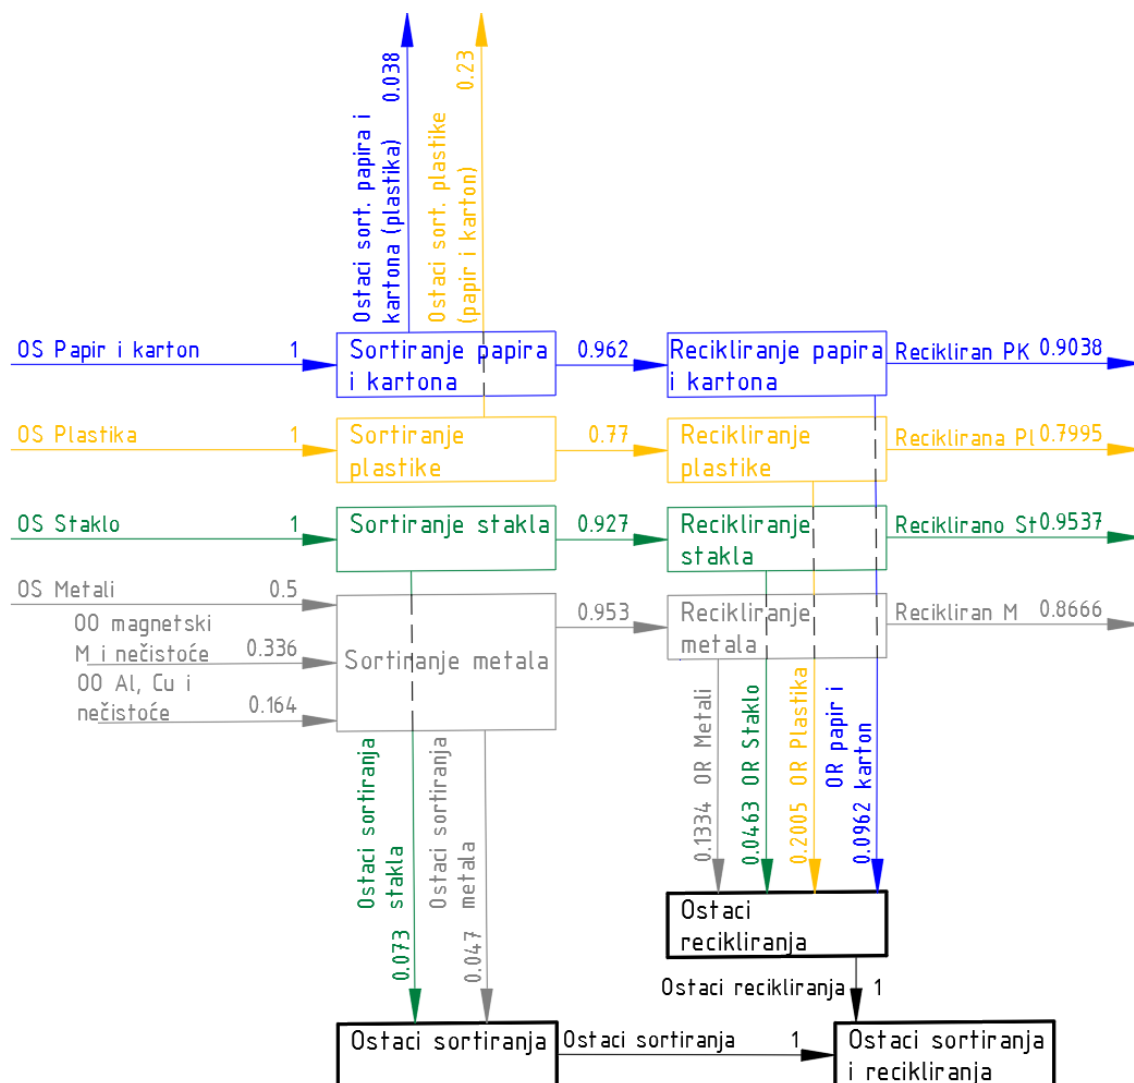 Ostaci sort. papira i
kartona (plastika) 0.038
Ostaci sort. plastike
(papir i karton) 0.23
OS Papir i karton 1
Sortiranje papira
i kartona
0.962
Recikliranje papira
i kartona
Recikliran PK 0.9038
OS Plastika 1
Sortiranje
plastike
0.77
Recikliranje
plastike
Reciklirana Pl 0.7995
OS Staklo 1
Sortiranje stakla
0.927
Recikliranje
stakla
Reciklirano St 0.9537
OS Metali 0.5
OO magnetski
M i nečistoće 0.336
OO Al, Cu i
nečistoće 0.164
Sortiranje metala
0.953
Recikliranje
metala
Recikliran M 0.8666
Ostaci sortiranja
stakla
0.073
Ostaci sortiranja
metala
0.047
0.1334 OR Metali
0.0463 OR Staklo
0.2005 OR Plastika
OR papir i
0.0962 karton
Ostaci
recikliranja
Ostaci recikliranja 1
Ostaci sortiranja
Ostaci sortiranja 1
Ostaci sortiranja
i recikliranja